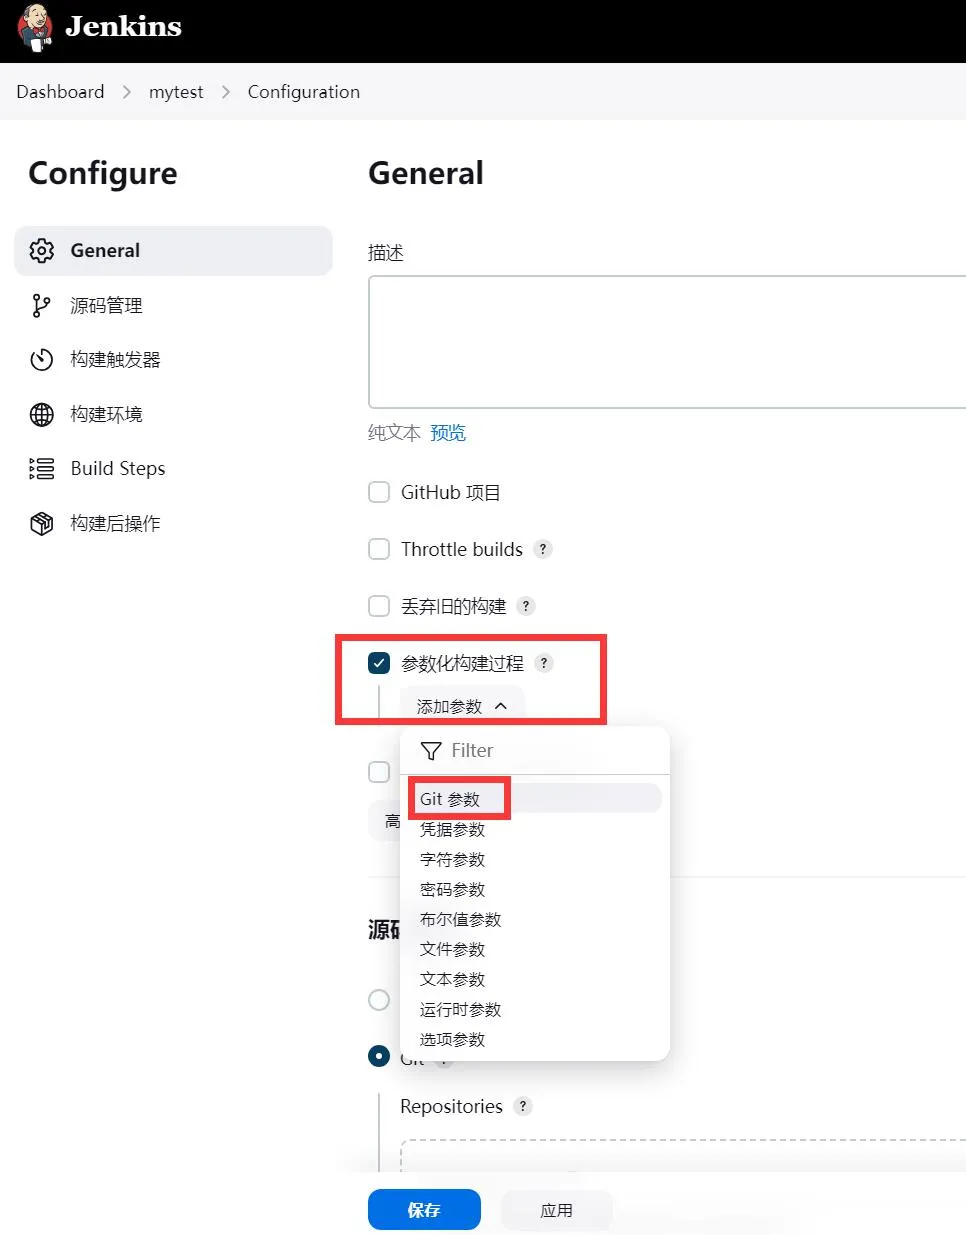 Jenkins
Dashboard > mytest > Configuration
Configure
General
源码管理
构建触发器
构建环境
Build Steps
构建后操作
General
描述
纯文本 预览
GitHub 项目
Throttle builds ?
丢弃旧的构建 ?
参数化构建过程 ?
添加参数
Filter
Git 参数
高
凭据参数
字符参数
密码参数
布尔值参数
源码
文件参数
文本参数
运行时参数
选项参数
Git ?
Repositories ?
保存
应用